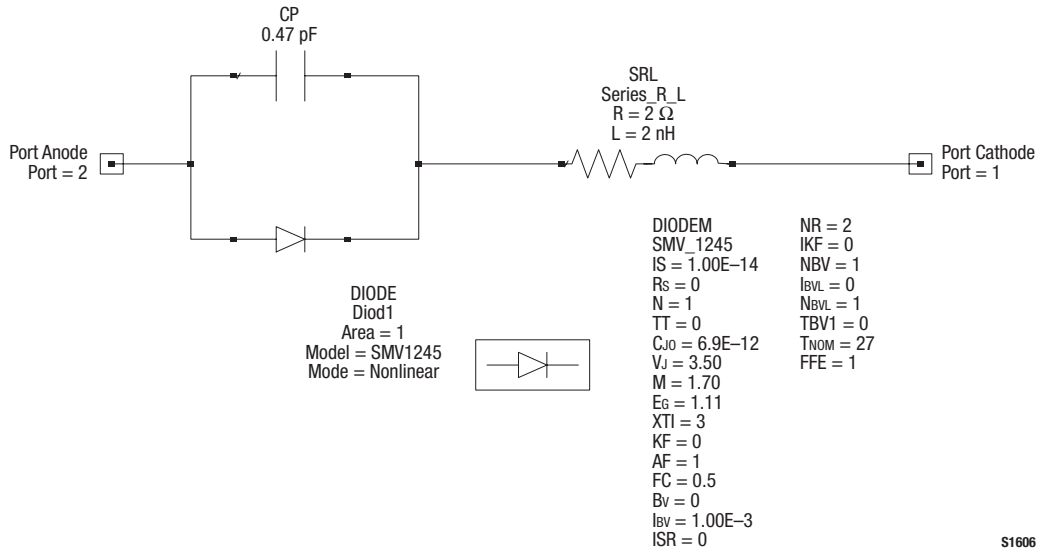 CP
0.47 pF
SRL
Series_R_L
R = 2 Ω
L = 2 nH
Port Anode
Port = 2
Port Cathode
Port = 1
DIODE
Diod1
Area = 1
Model = SMV1245
Mode = Nonlinear
DIODEM
SMV_1245
IS = 1.00E–14
RS = 0
N = 1
TT = 0
CJO = 6.9E–12
VJ = 3.50
M = 1.70
EG = 1.11
XTI = 3
KF = 0
AF = 1
FC = 0.5
BV = 0
IBV = 1.00E–3
ISR = 0
NR = 2
IKF = 0
NBV = 1
IBVL = 0
NBVL = 1
TBV1 = 0
TNOM = 27
FFE = 1
S1606